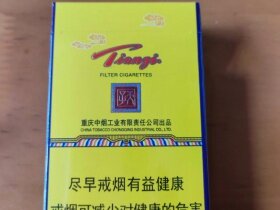 Tianzi
FILTER CIGARETTES
重庆中烟工业有限责任公司出品
CHINA TOBACCO CHONGQING INDUSTRIAL CO., LTD.
尽早戒烟有益健康
戒烟可减少对健康的危害